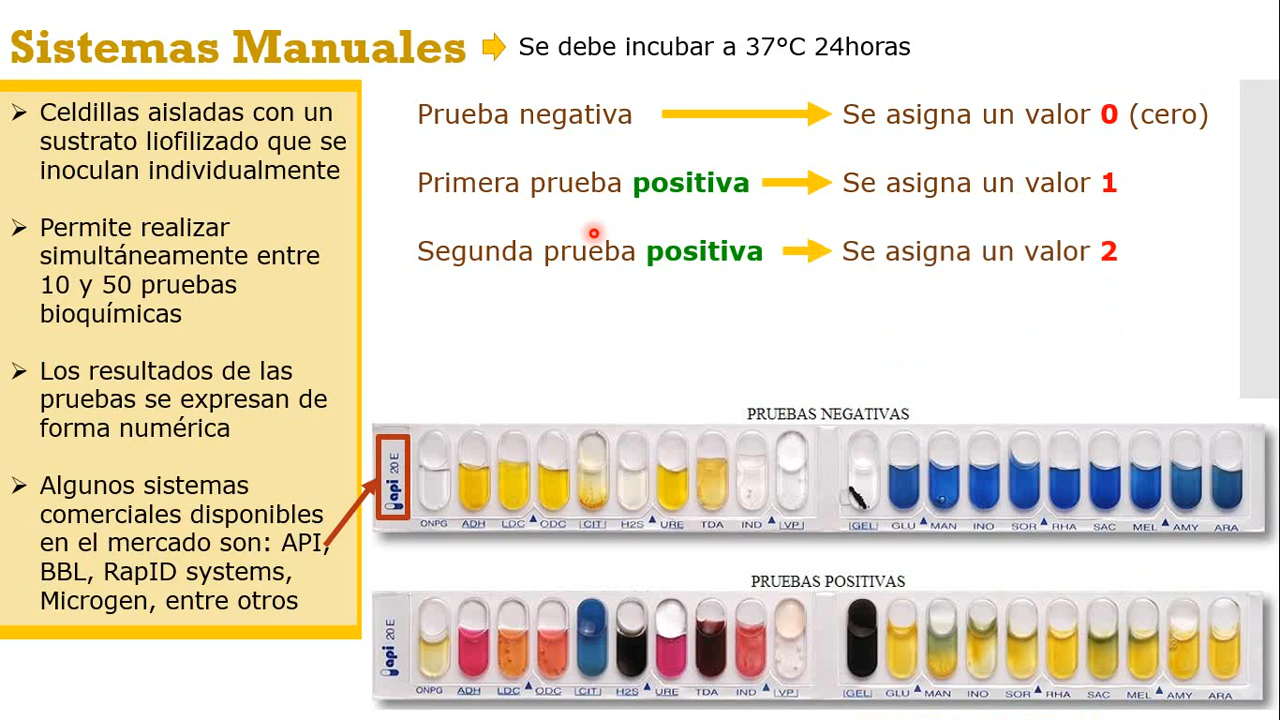 Sistemas Manuales
Se debe incubar a 37°C 24horas
Celdillas aisladas con un
sustrato liofilizado que se
inoculan individualmente
Permite realizar
simultáneamente entre
10 y 50 pruebas
bioquímicas
Los resultados de las
pruebas se expresan de
forma numérica
Algunos sistemas
comerciales disponibles
en el mercado son: API,
BBL, RapID systems,
Microgen, entre otros
Prueba negativa
Se asigna un valor 0 (cero)
Primera prueba positiva
Se asigna un valor 1
Segunda prueba positiva
Se asigna un valor 2
PRUEBAS NEGATIVAS
api 20 E
ONPG ADH LDC ODC CIT H2S URE TDA IND VP GEL GLU MAN INO SOR RHA SAC MEL AMY ARA
PRUEBAS POSITIVAS
api 20 E
ONPG ADH LDC ODC CIT H2S URE TDA IND VP GEL GLU MAN INO SOR RHA SAC MEL AMY ARA